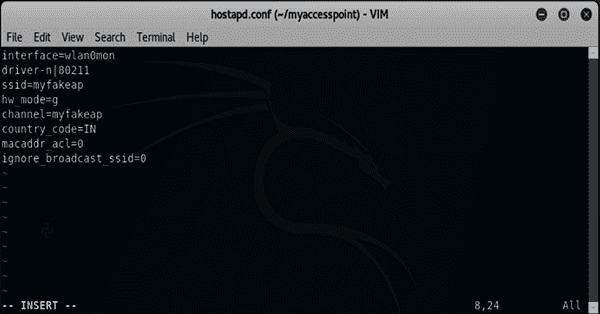 hostapd.conf (~/myaccesspoint) - VIM
File Edit View Search Terminal Help
interface=wlan0mon
driver-n|80211
ssid=myfakeap
hw_mode=g
channel=myfakeap
country_code=IN
macaddr_acl=0
ignore_broadcast_ssid=0
~
~
~
~
~
~
~
~
~
-- INSERT -- 8,24 All